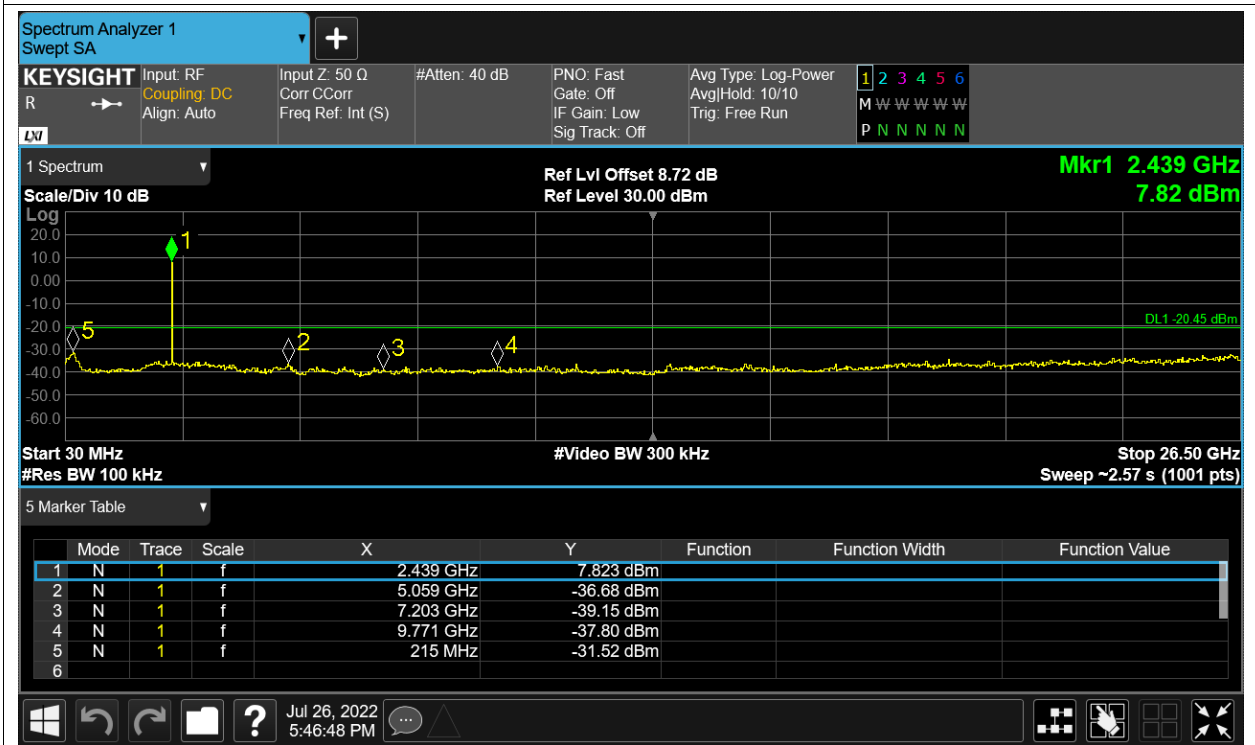 Spectrum Analyzer 1
Swept SA
KEYSIGHT
R
LXI
Input: RF
Coupling: DC
Align: Auto
Input Z: 50 Ω
Corr CCorr
Freq Ref: Int (S)
#Atten: 40 dB
PNO: Fast
Gate: Off
IF Gain: Low
Sig Track: Off
Avg Type: Log-Power
Avg|Hold: 10/10
Trig: Free Run
1 2 3 4 5 6
M W W W W W
P N N N N N
1 Spectrum
Scale/Div 10 dB
Ref Lvl Offset 8.72 dB
Ref Level 30.00 dBm
Mkr1 2.439 GHz
7.82 dBm
Log
20.0
10.0
0.00
-10.0
-20.0
-30.0
-40.0
-50.0
-60.0
1
5
2
3
4
DL1 -20.45 dBm
Start 30 MHz
#Video BW 300 kHz
Stop 26.50 GHz
#Res BW 100 kHz
Sweep ~2.57 s (1001 pts)
5 Marker Table
Mode Trace Scale X Y Function Function Width Function Value
1 N 1 f 2.439 GHz 7.823 dBm
2 N 1 f 5.059 GHz -36.68 dBm
3 N 1 f 7.203 GHz -39.15 dBm
4 N 1 f 9.771 GHz -37.80 dBm
5 N 1 f 215 MHz -31.52 dBm
6
?
Jul 26, 2022
5:46:48 PM